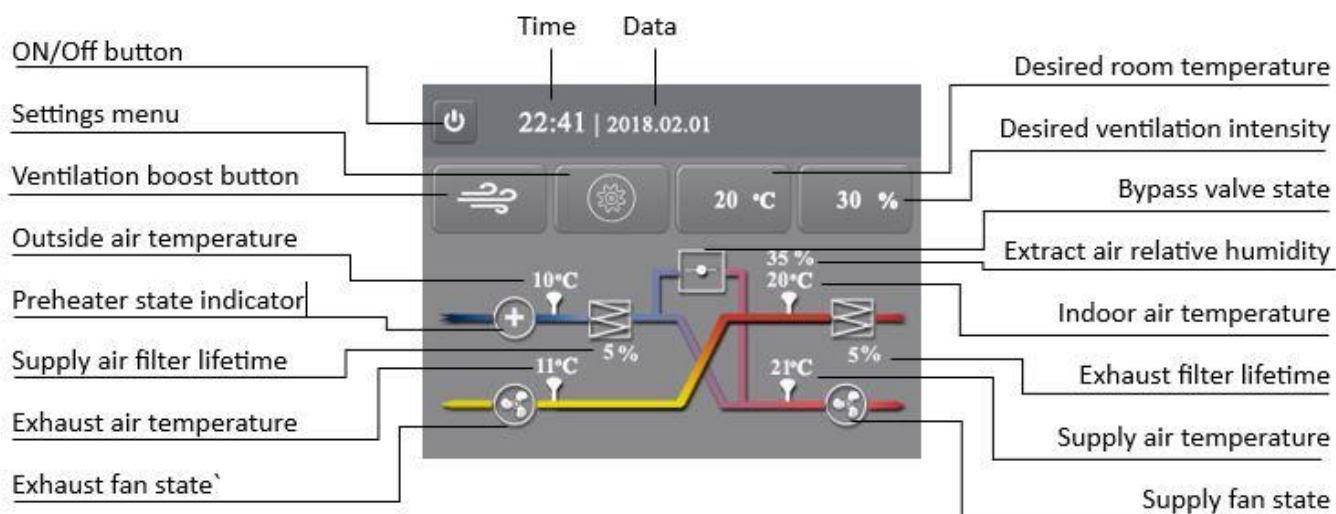 Time Data
ON/Off button
Settings menu
Ventilation boost button
Outside air temperature
Preheater state indicator
Supply air filter lifetime
Exhaust air temperature
Exhaust fan state`
22:41 | 2018.02.01
20 °C
30 %
35 %
10°C
20°C
5%
5%
11°C
21°C
Desired room temperature
Desired ventilation intensity
Bypass valve state
Extract air relative humidity
Indoor air temperature
Exhaust filter lifetime
Supply air temperature
Supply fan state